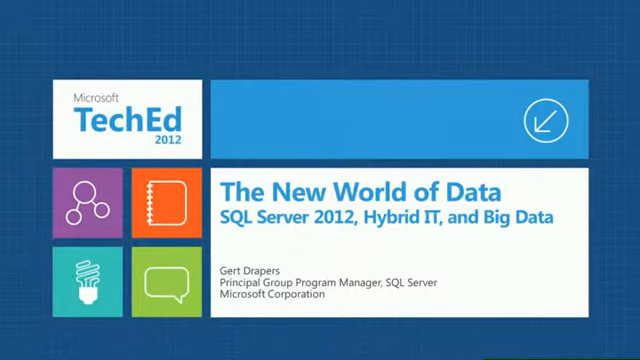 Microsoft
TechEd
2012
The New World of Data
SQL Server 2012, Hybrid IT, and Big Data
Gert Drapers
Principal Group Program Manager, SQL Server
Microsoft Corporation